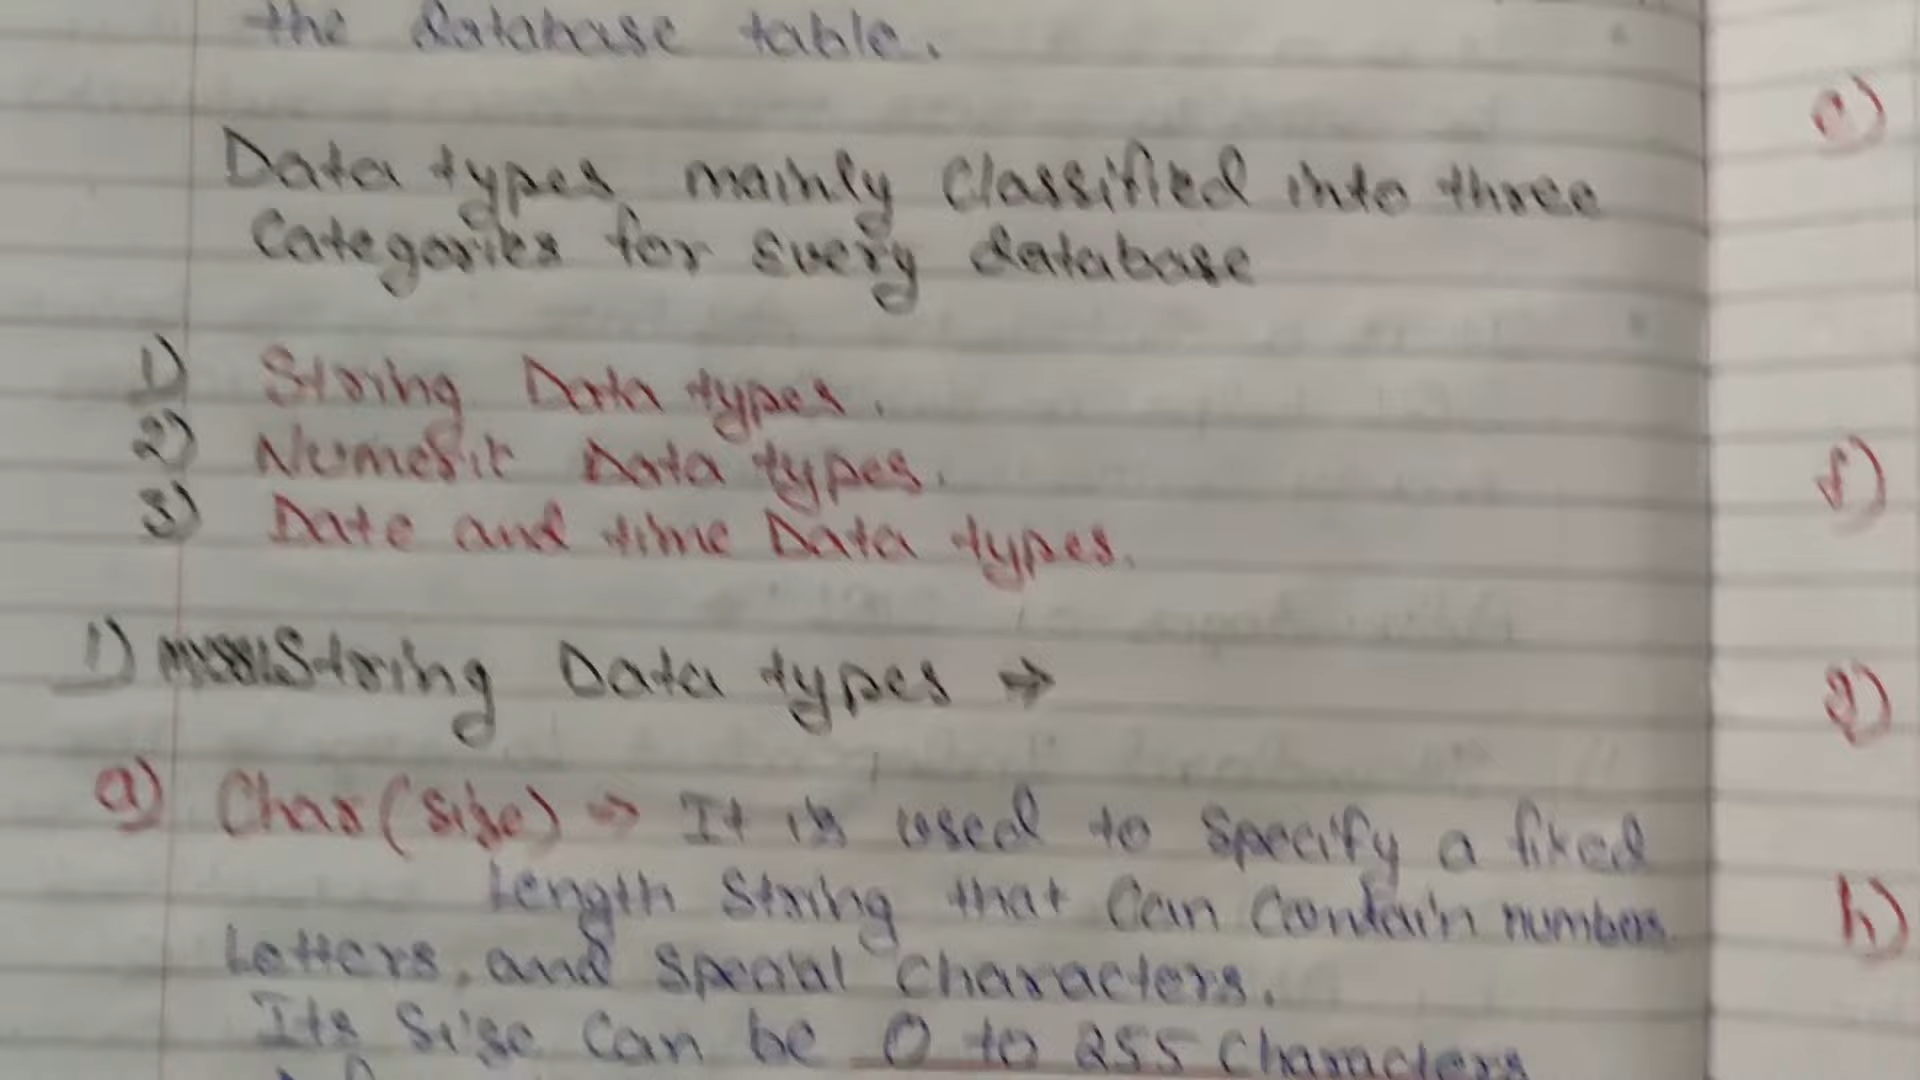 the database table.
Data types mainly Classified into three
Categories for Every database
1) String Data types.
2) Numeric Data types.
3) Date and time Data types.
1) MYSQL String Data types →
a) Char (Size) → It is used to Specify a fixed
Length String that Can Contain numbers
Letters, and Special Characters.
Its Size Can be 0 to 255 Characters
e)
f)
g)
h)